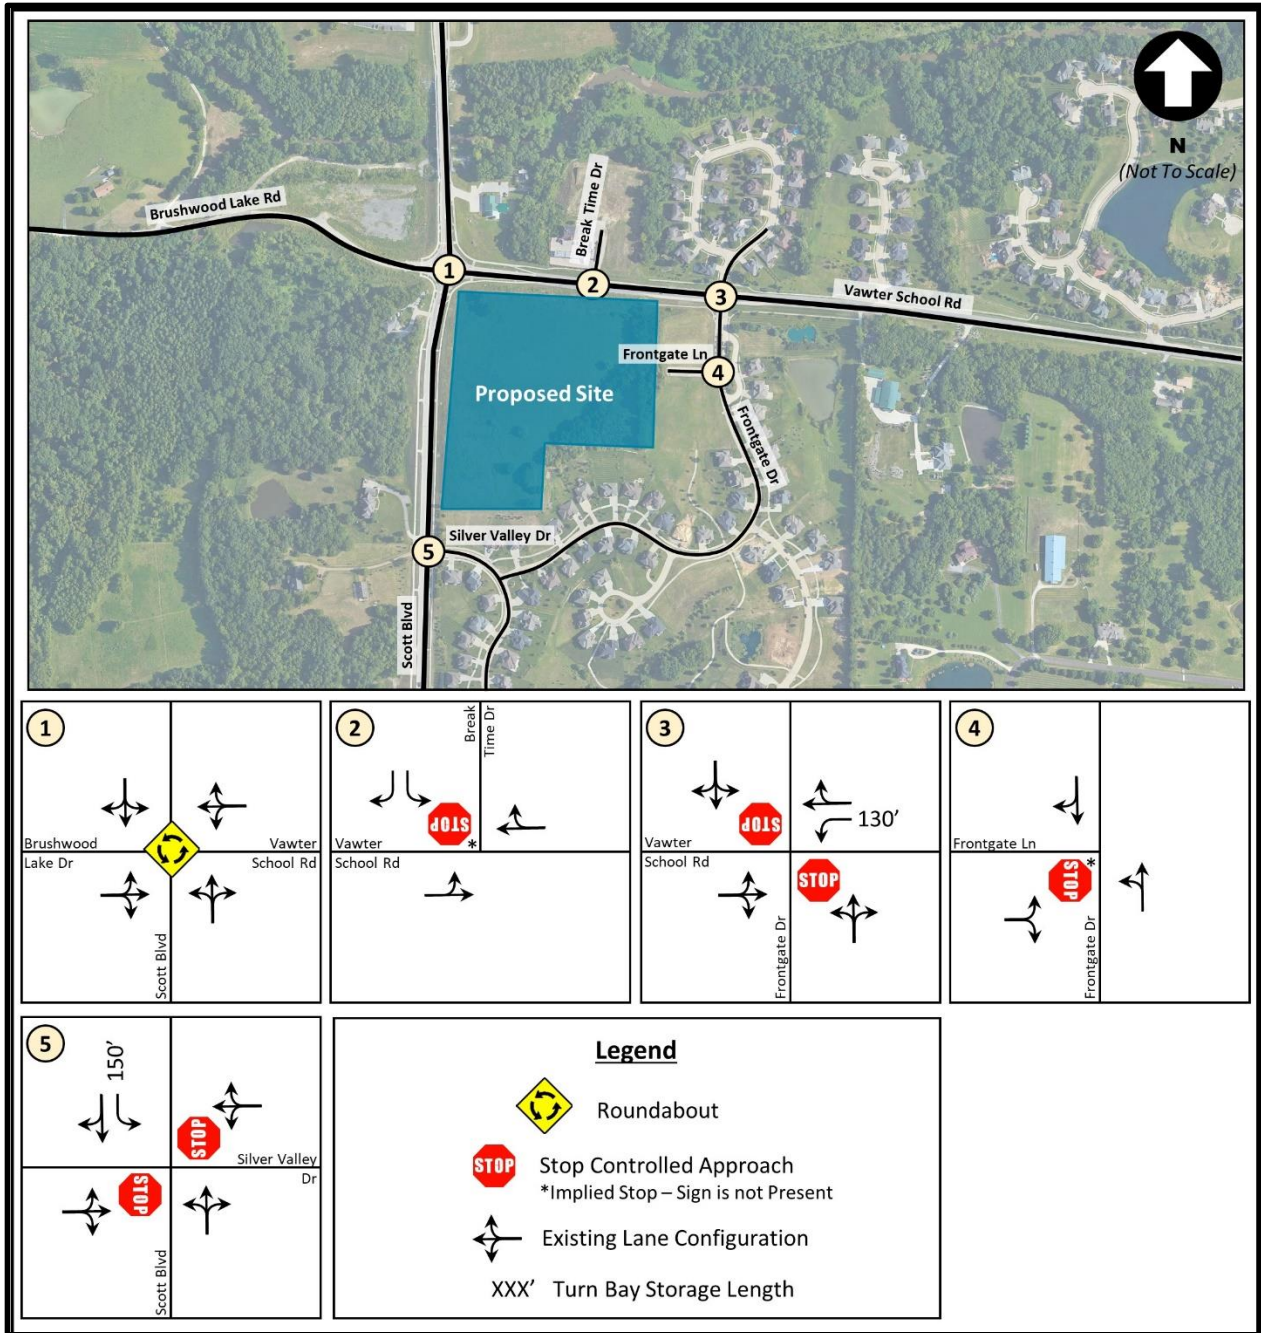 N
(Not To Scale)
Brushwood Lake Rd
Break Time Dr
1
2
3
Vawter School Rd
Frontgate Ln
4
Proposed Site
Frontgate Dr
Silver Valley Dr
5
Scott Blvd
1
Brushwood
Lake Dr
Vawter
School Rd
Scott Blvd
2
Break
Time Dr
STOP
*
Vawter
School Rd
3
130'
STOP
Vawter
School Rd
STOP
Frontgate Dr
4
Frontgate Ln
STOP
*
Frontgate Dr
5
150'
STOP
Silver Valley
Dr
STOP
Scott Blvd
Legend
Roundabout
STOP
Stop Controlled Approach
*Implied Stop – Sign is not Present
Existing Lane Configuration
XXX' Turn Bay Storage Length